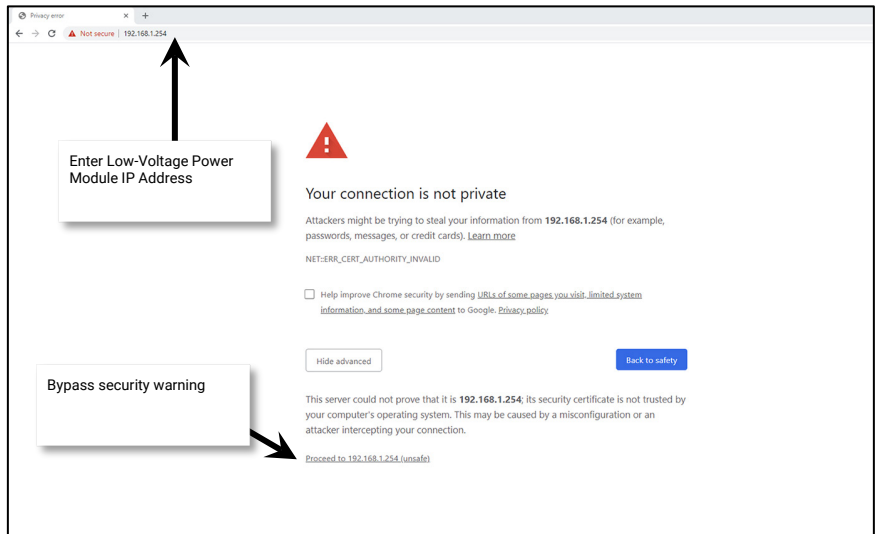 Privacy error
Not secure | 192.168.1.254
Enter Low-Voltage Power
Module IP Address
Your connection is not private
Attackers might be trying to steal your information from 192.168.1.254 (for example,
passwords, messages, or credit cards). Learn more
NET::ERR_CERT_AUTHORITY_INVALID
Help improve Chrome security by sending URLs of some pages you visit, limited system
information, and some page content to Google. Privacy policy
Hide advanced
Back to safety
Bypass security warning
This server could not prove that it is 192.168.1.254; its security certificate is not trusted by
your computer's operating system. This may be caused by a misconfiguration or an
attacker intercepting your connection.
Proceed to 192.168.1.254 (unsafe)